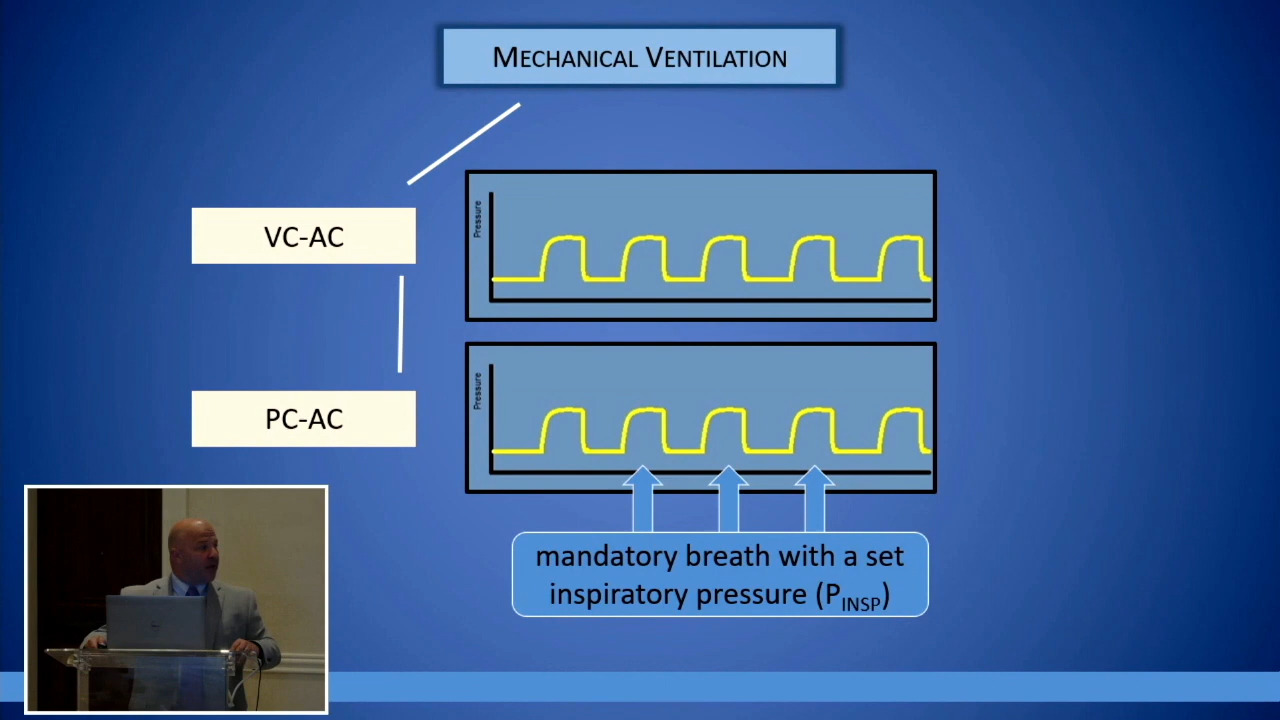 MECHANICAL VENTILATION
VC-AC
Pressure
PC-AC
Pressure
mandatory breath with a set
inspiratory pressure (PINSP)